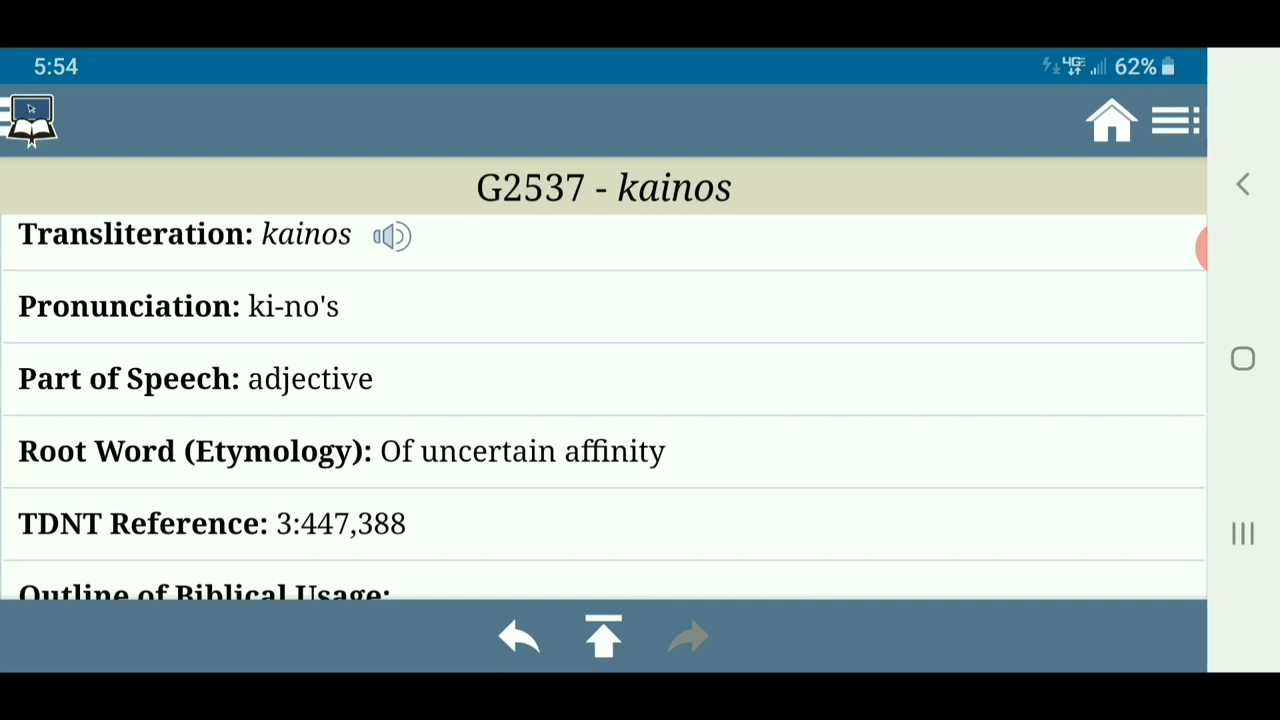 5:54
4G 62%
G2537 - kainos
Transliteration: kainos
Pronunciation: ki-no's
Part of Speech: adjective
Root Word (Etymology): Of uncertain affinity
TDNT Reference: 3:447,388
Outline of Biblical Usage: